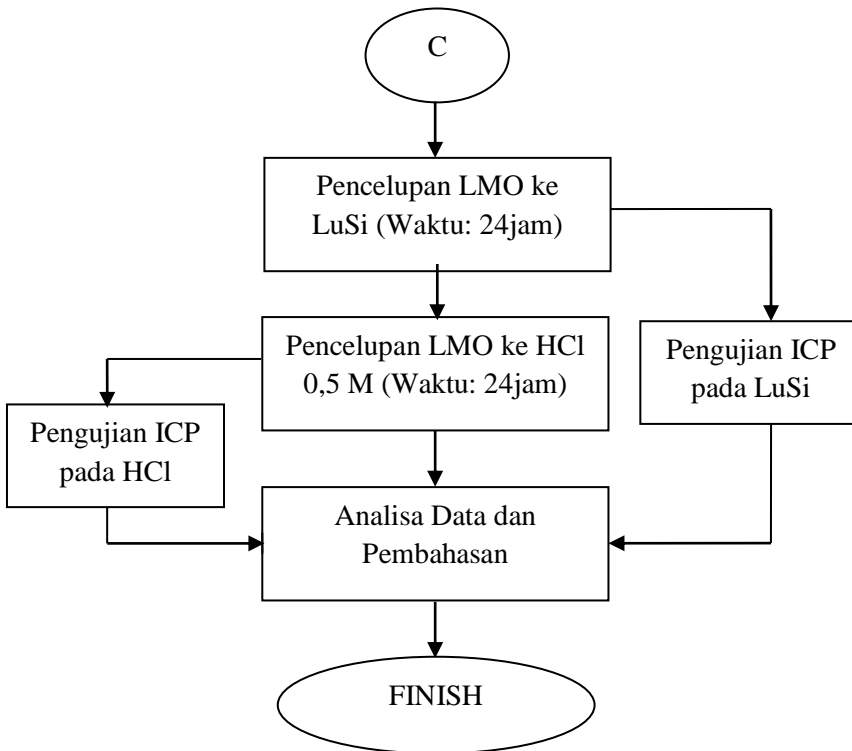 C
Pencelupan LMO ke
LuSi (Waktu: 24jam)
Pencelupan LMO ke HCl
0,5 M (Waktu: 24jam)
Pengujian ICP
pada LuSi
Pengujian ICP
pada HCl
Analisa Data dan
Pembahasan
FINISH